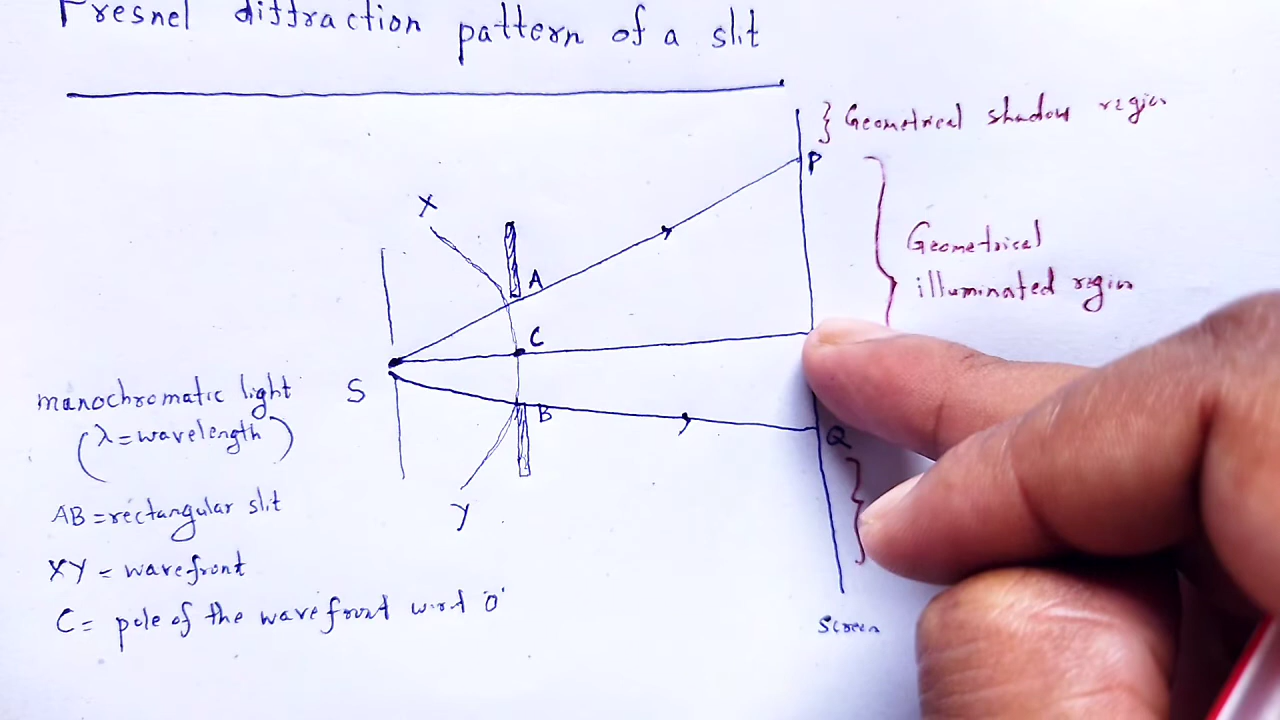 Fresnel diffraction pattern of a slit
} Geometrical shadow region
P
X
A
Geometrical
illuminated region
C
S
manochromatic light
(λ=wavelength)
B
Q
AB=rectangular slit
Y
XY = wavefront
C= pole of the wavefront w.r.t 'O'
Screen